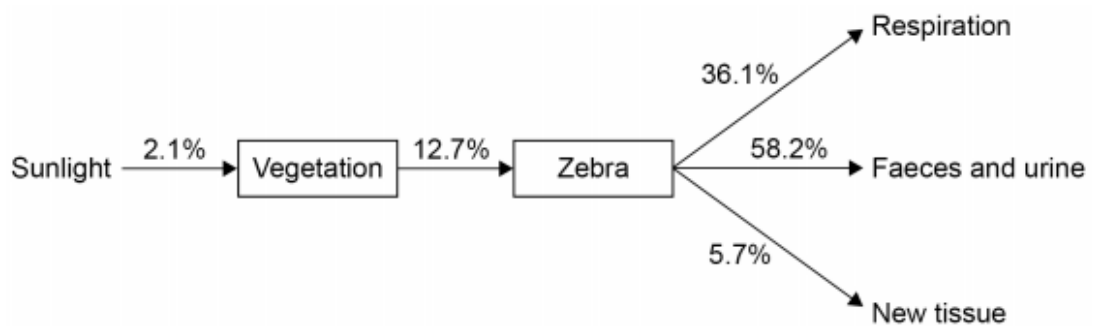 Respiration
36.1%
Sunlight 2.1% Vegetation 12.7% Zebra 58.2% Faeces and urine
5.7%
New tissue